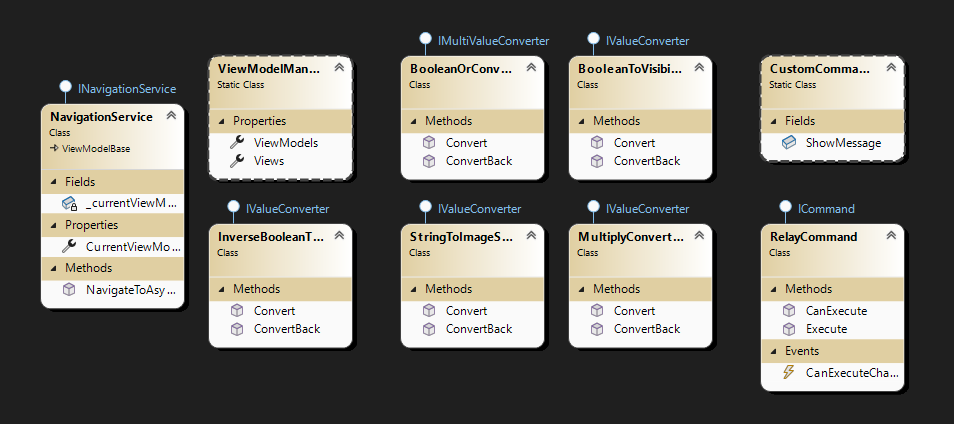 INavigationService
NavigationService
Class
ViewModelBase
Fields
_currentViewM...
Properties
CurrentViewMo...
Methods
NavigateToAsy...
ViewModelMan...
Static Class
Properties
ViewModels
Views
IMultiValueConverter
BooleanOrConv...
Class
Methods
Convert
ConvertBack
IValueConverter
BooleanToVisibi...
Class
Methods
Convert
ConvertBack
CustomComma...
Static Class
Fields
ShowMessage
IValueConverter
InverseBooleanT...
Class
Methods
Convert
ConvertBack
IValueConverter
StringToImageS...
Class
Methods
Convert
ConvertBack
IValueConverter
MultiplyConvert...
Class
Methods
Convert
ConvertBack
ICommand
RelayCommand
Class
Methods
CanExecute
Execute
Events
CanExecuteCha...